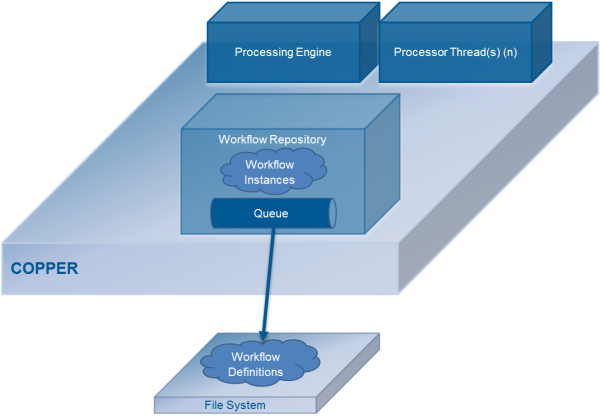 Processing Engine
Processor Thread(s) (n)
Workflow Repository
Workflow
Instances
Queue
COPPER
Workflow
Definitions
File System